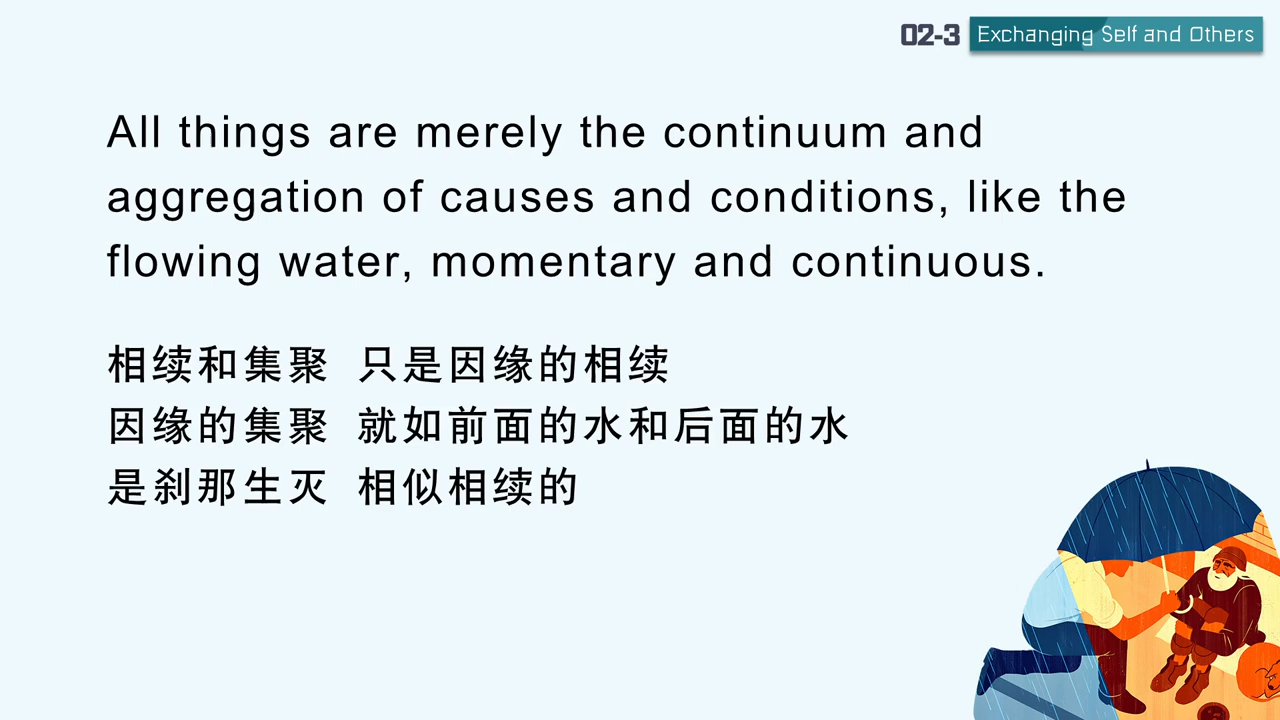 02-3 Exchanging Self and Others
All things are merely the continuum and
aggregation of causes and conditions, like the
flowing water, momentary and continuous.
相续和集聚 只是因缘的相续
因缘的集聚 就如前面的水和后面的水
是刹那生灭 相似相续的